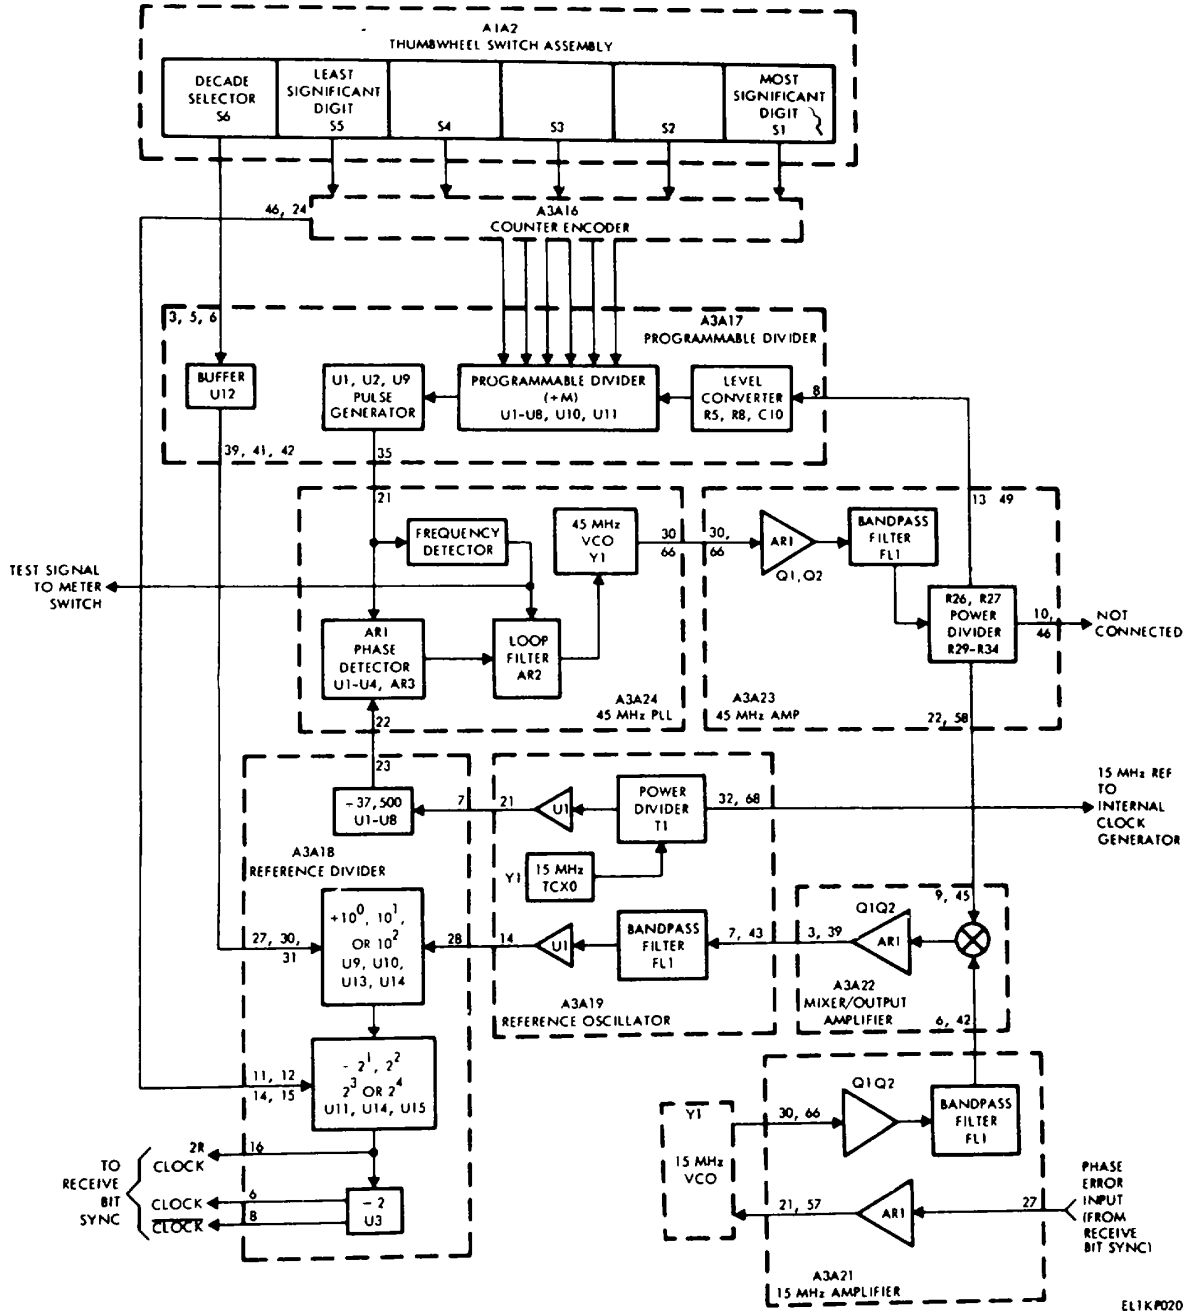 A1A2
THUMBWHEEL SWITCH ASSEMBLY
DECADE
SELECTOR
S6
LEAST
SIGNIFICANT
DIGIT
S5
S4
S3
S2
MOST
SIGNIFICANT
DIGIT
S1
46, 24
A3A16
COUNTER ENCODER
3, 5, 6
A3A17
PROGRAMMABLE DIVIDER
BUFFER
U12
U1, U2, U9
PULSE
GENERATOR
PROGRAMMABLE DIVIDER
(+M)
U1-U8, U10, U11
LEVEL
CONVERTER
R5, R8, C10
8
39, 41, 42
35
21
13 49
FREQUENCY
DETECTOR
45 MHz
VCO
Y1
30
66
30,
66
AR1
Q1,Q2
BANDPASS
FILTER
FL1
TEST SIGNAL
TO METER
SWITCH
R26, R27
POWER
DIVIDER
R29-R34
10,
46
NOT
CONNECTED
AR1
PHASE
DETECTOR
U1-U4, AR3
LOOP
FILTER
AR2
A3A24
45 MHz PLL
A3A23
45 MHz AMP
22
22, 58
23
-37,500
U1-U8
7
21
U1
POWER
DIVIDER
T1
32, 68
15 MHz REF
TO
INTERNAL
CLOCK
GENERATOR
Y1
15 MHz
TCXO
A3A18
REFERENCE DIVIDER
+10⁰, 10¹,
OR 10²
U9, U10,
U13, U14
27, 30,
31
28
14
U1
BANDPASS
FILTER
FL1
7, 43
3, 39
Q1Q2
AR1
9, 45
A3A19
REFERENCE OSCILLATOR
A3A22
MIXER/OUTPUT
AMPLIFIER
6, 42
- 2¹, 2²
2³ OR 2⁴
U11, U14, U15
11, 12
14, 15
Y1
15 MHz
VCO
30, 66
Q1Q2
BANDPASS
FILTER
FL1
TO
RECEIVE
BIT
SYNC
2R
CLOCK
16
CLOCK
6
CLOCK
8
- 2
U3
21, 57
AR1
27
PHASE
ERROR
INPUT
(FROM
RECEIVE
BIT SYNC)
A3A21
15 MHz AMPLIFIER
EL1KP020